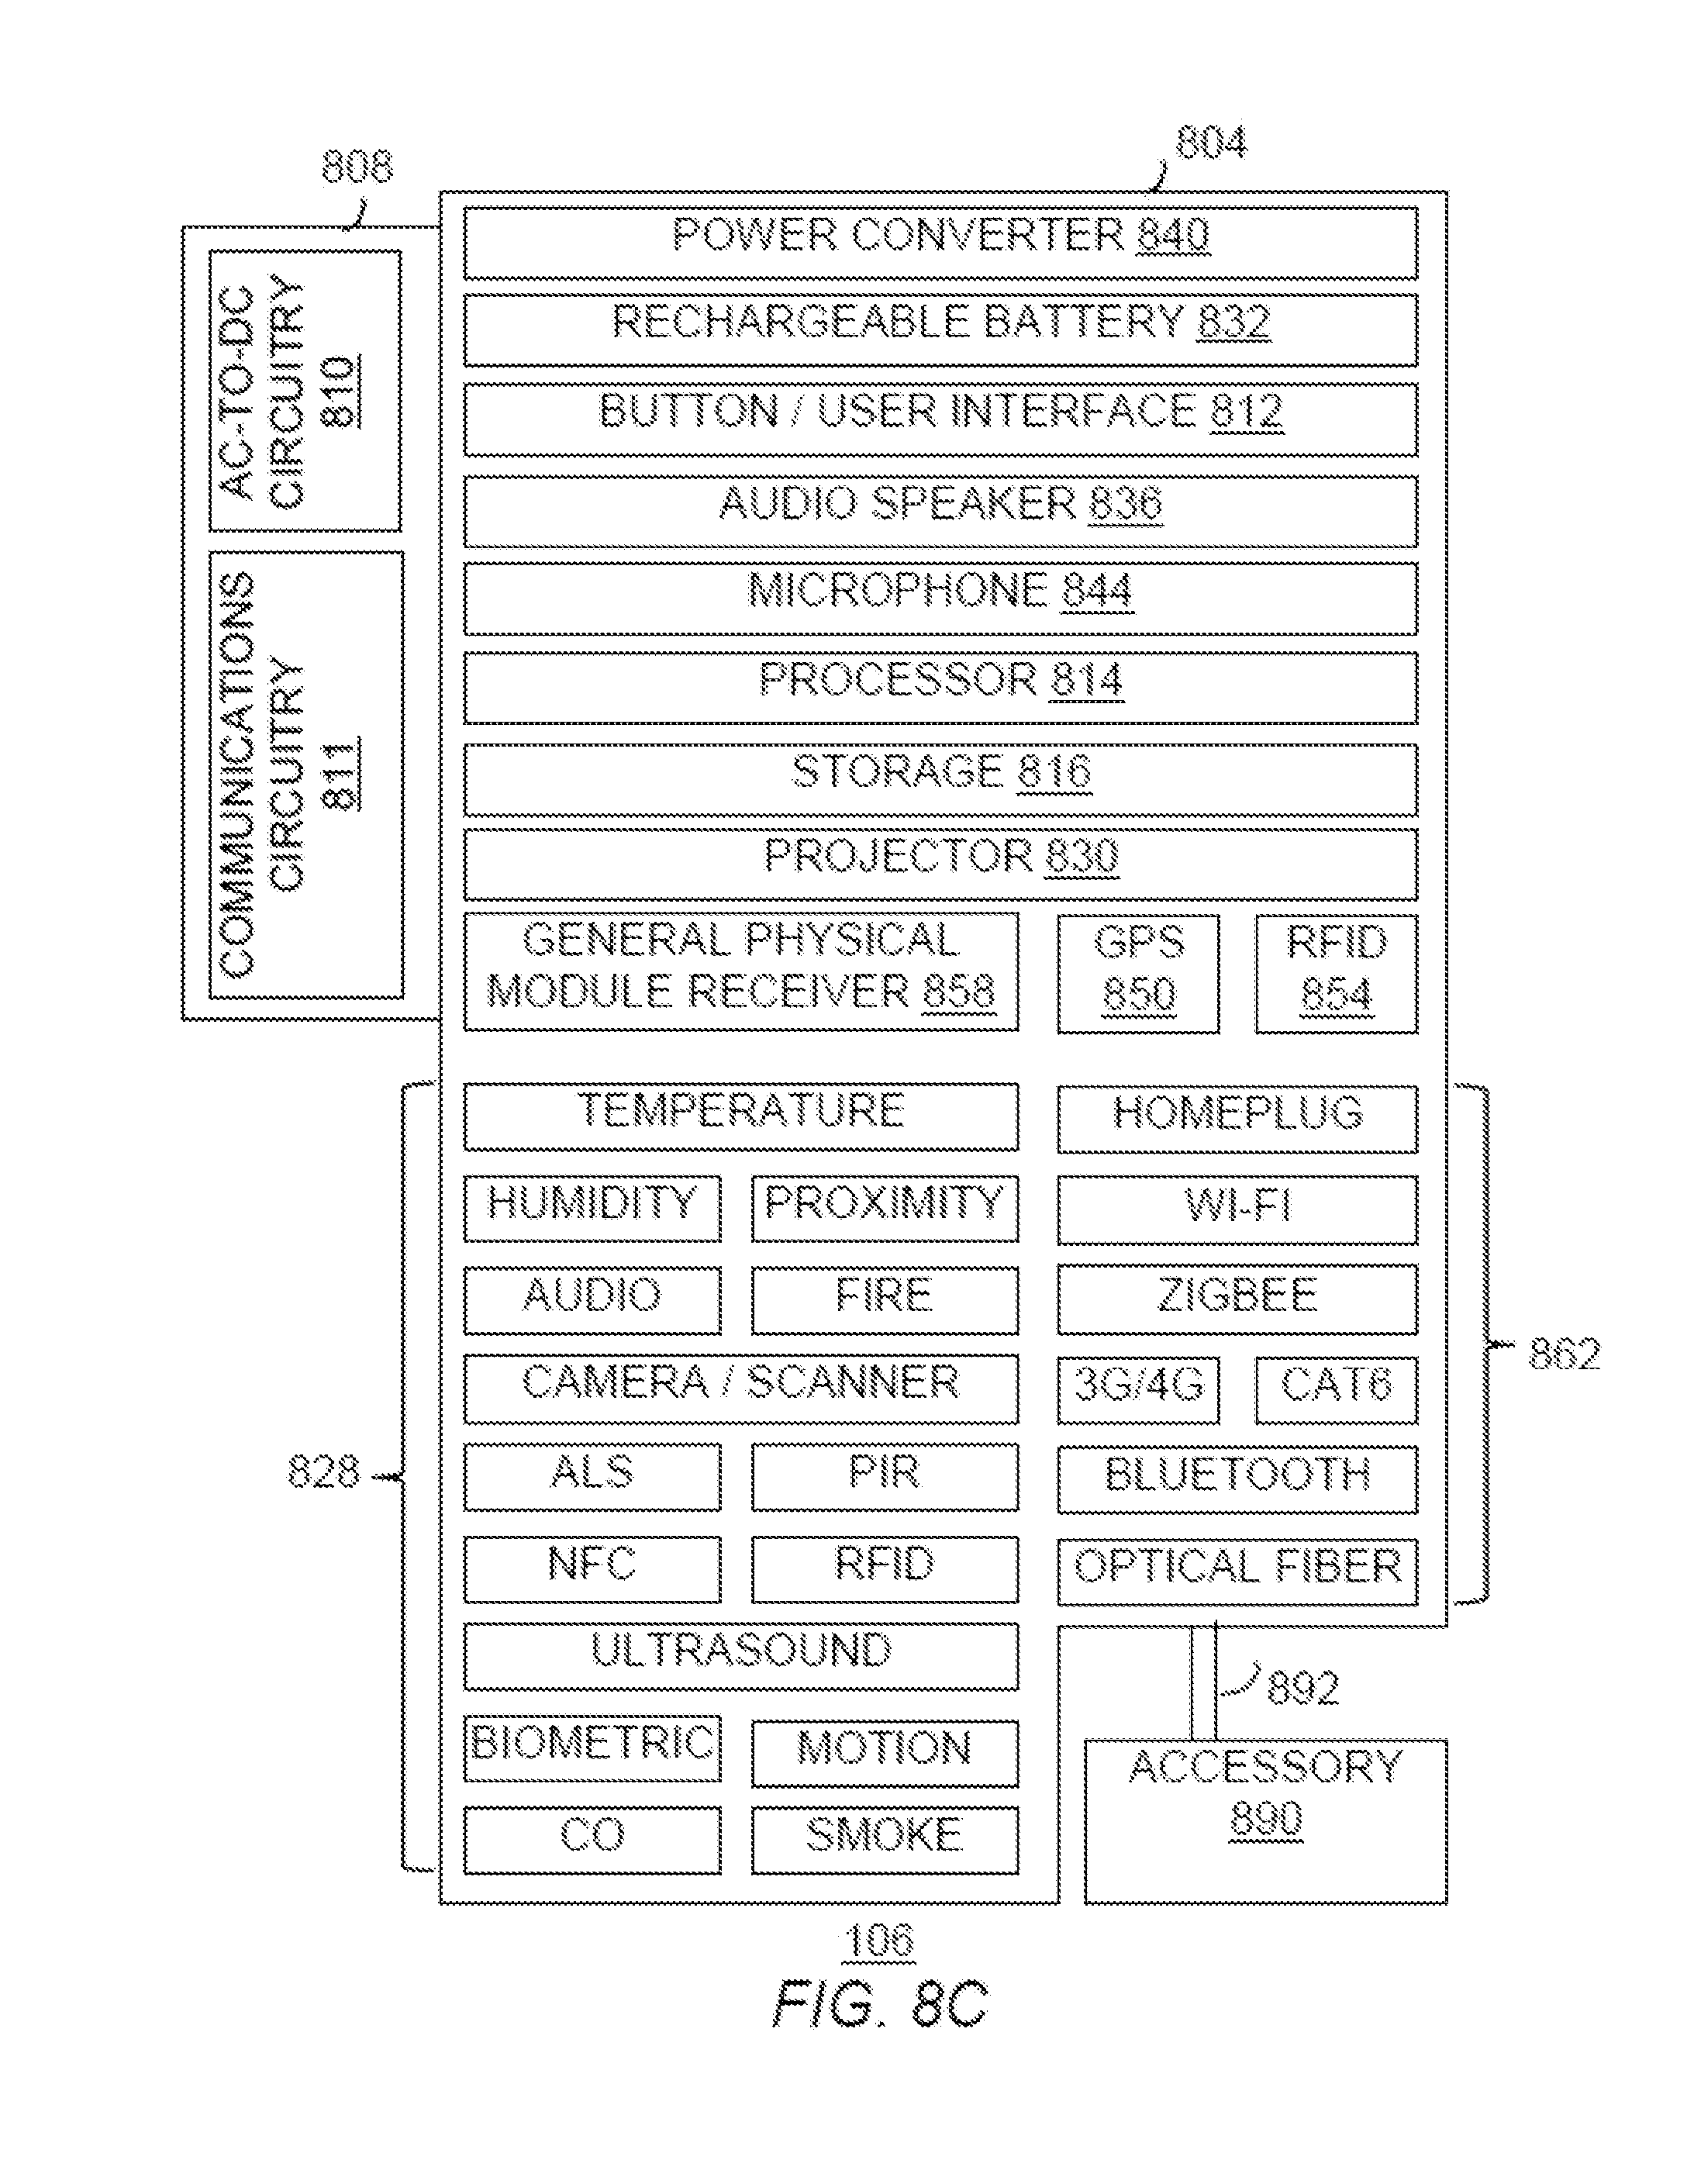 808
804
AC-TO-DC
CIRCUITRY
810
COMMUNICATIONS
CIRCUITRY
811
POWER CONVERTER 840
RECHARGEABLE BATTERY 832
BUTTON / USER INTERFACE 812
AUDIO SPEAKER 836
MICROPHONE 844
PROCESSOR 814
STORAGE 816
PROJECTOR 830
GENERAL PHYSICAL
MODULE RECEIVER 858
GPS
850
RFID
854
828
TEMPERATURE
HUMIDITY
PROXIMITY
AUDIO
FIRE
CAMERA / SCANNER
ALS
PIR
NFC
RFID
ULTRASOUND
BIOMETRIC
MOTION
CO
SMOKE
HOMEPLUG
WI-FI
ZIGBEE
3G/4G
CAT6
BLUETOOTH
OPTICAL FIBER
862
892
ACCESSORY
890
106
FIG. 8C